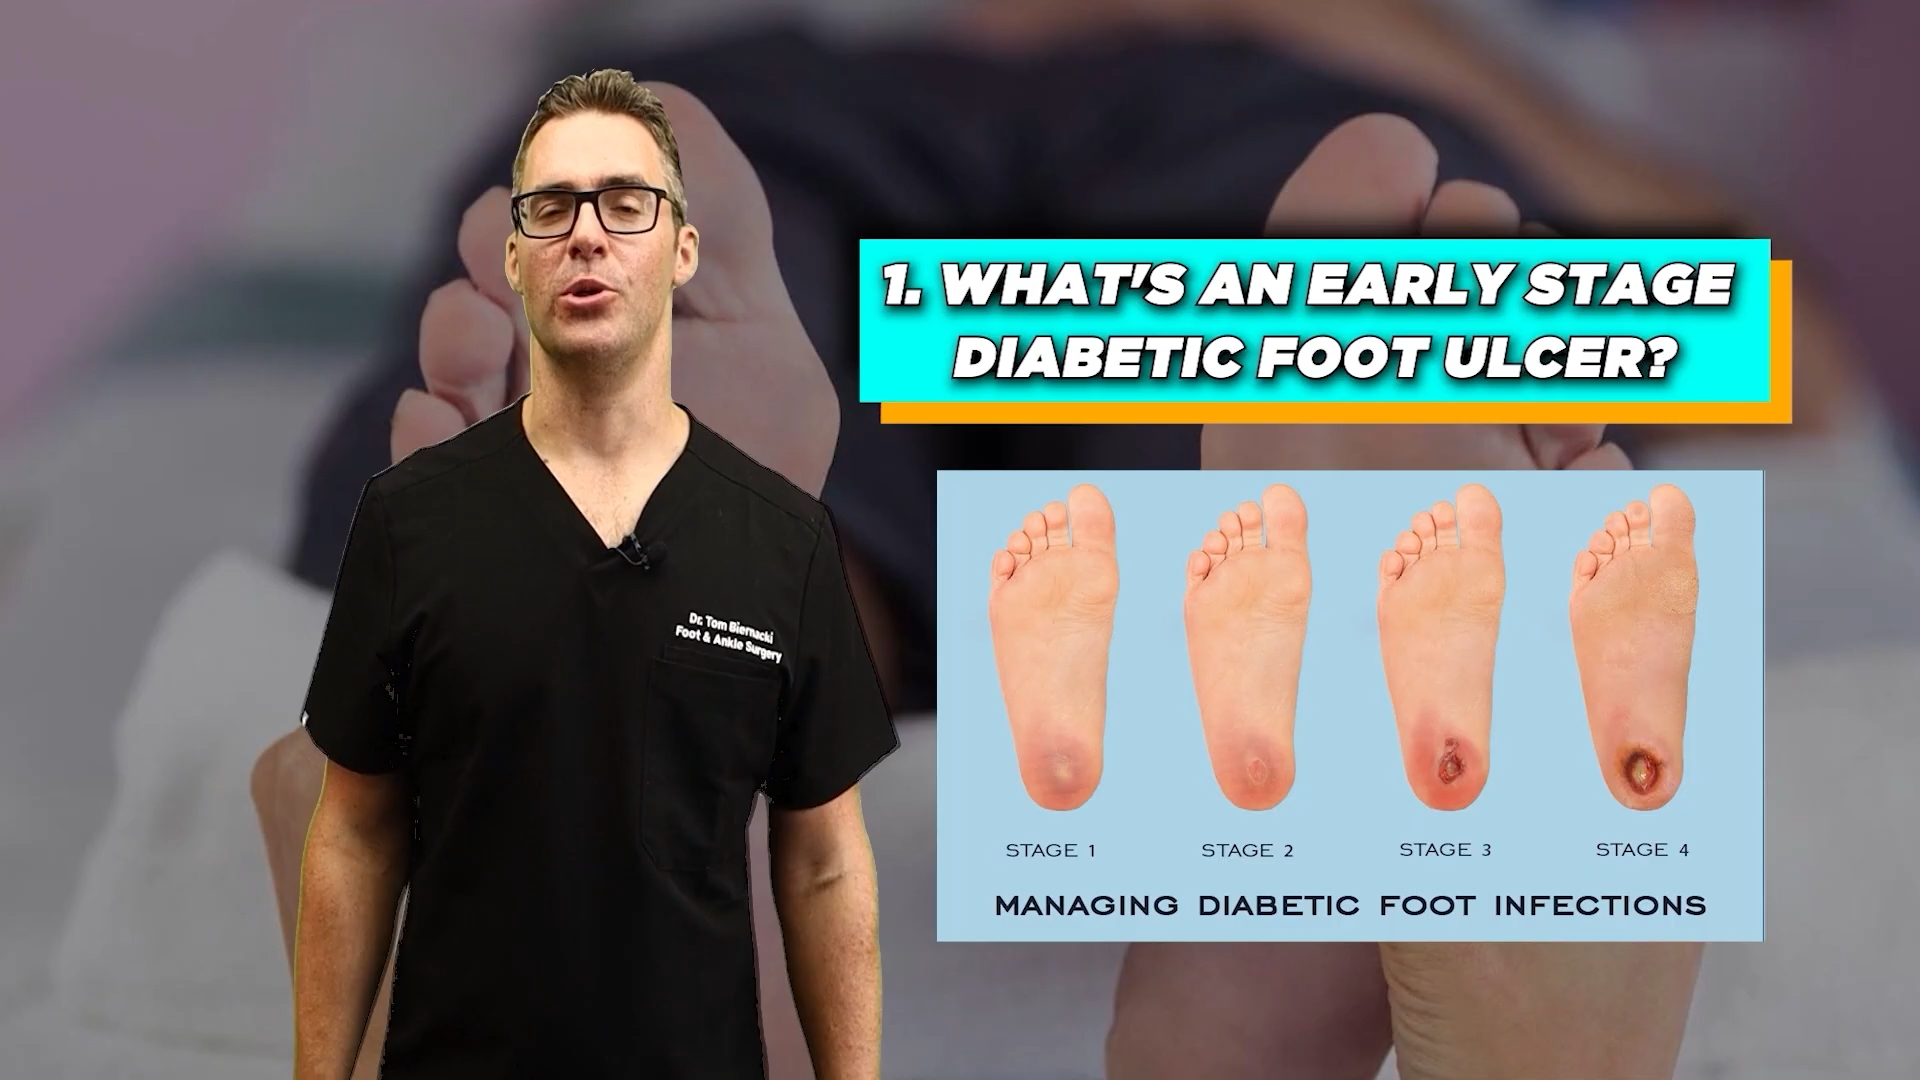 1. WHAT'S AN EARLY STAGE
DIABETIC FOOT ULCER?
Dr. Tom Biernacki
Foot & Ankle Surgery
STAGE 1
STAGE 2
STAGE 3
STAGE 4
MANAGING DIABETIC FOOT INFECTIONS